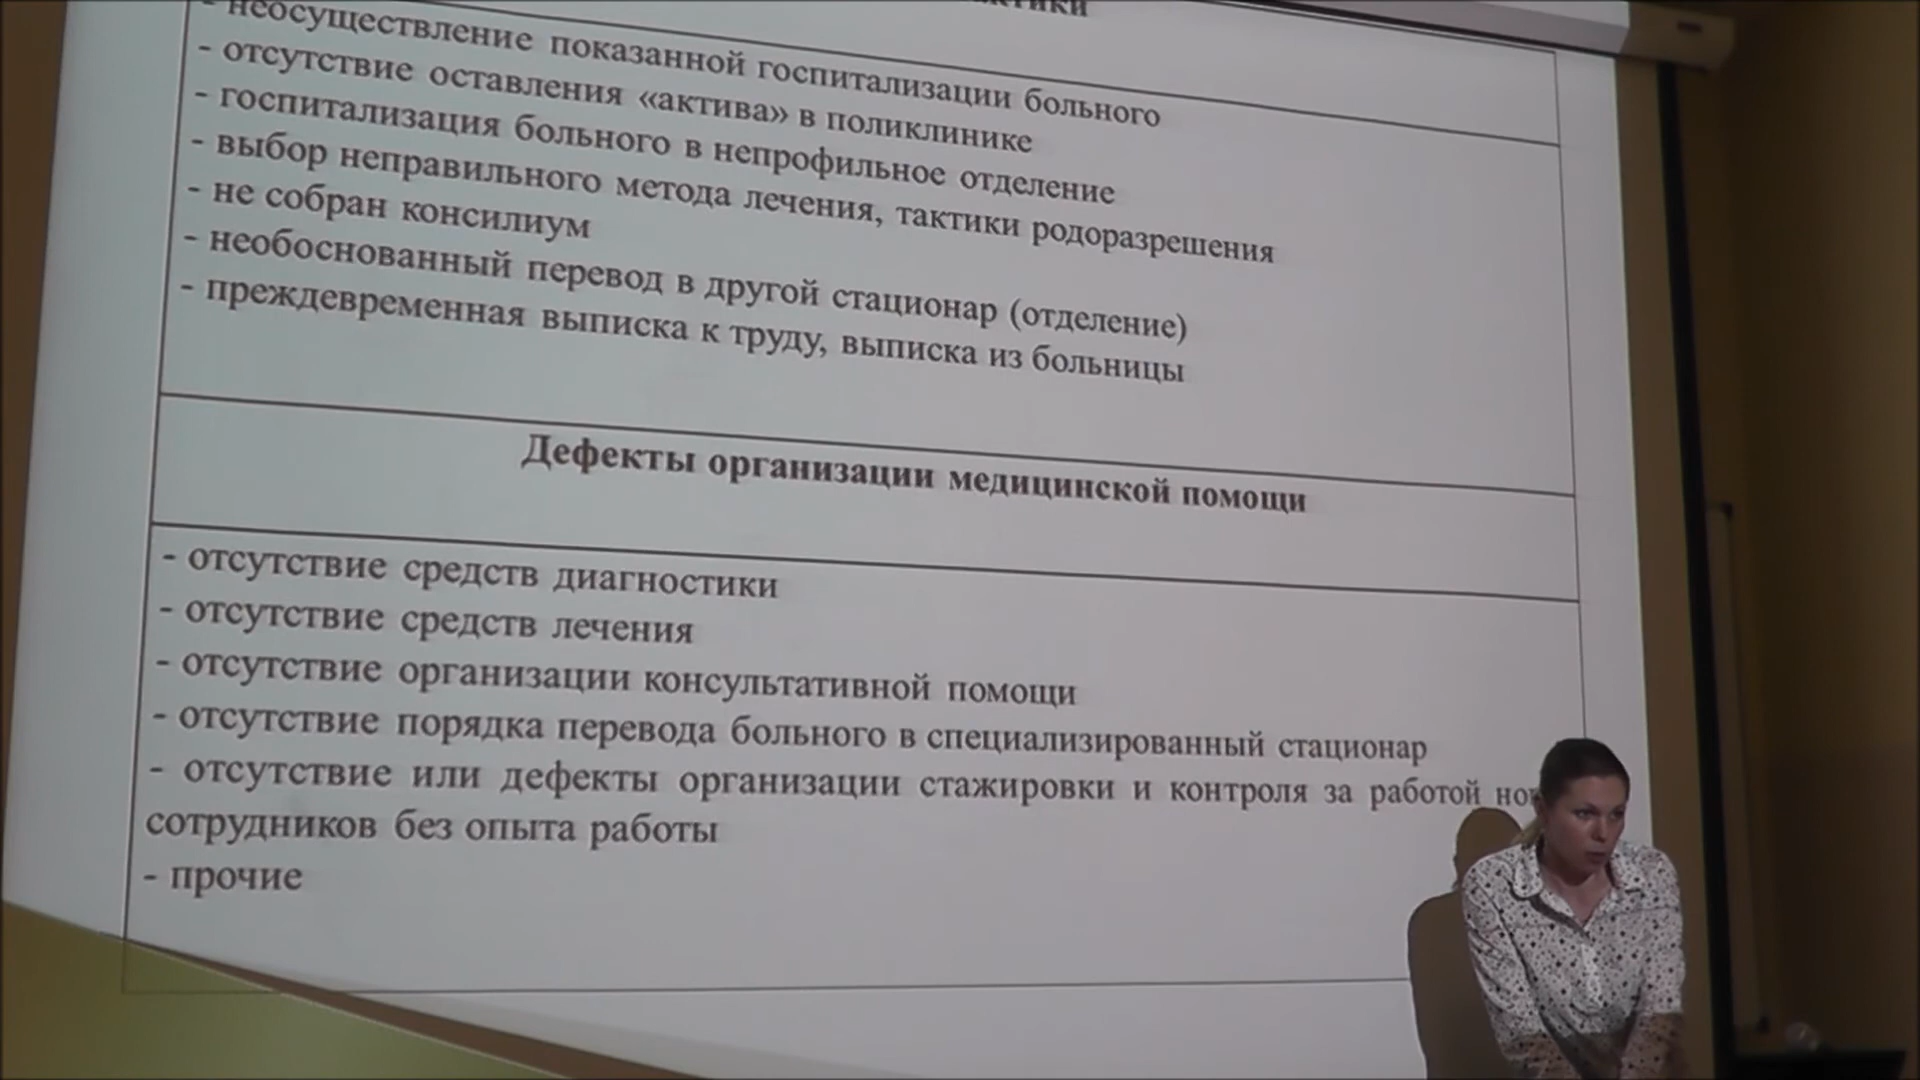 - неосуществление показанной госпитализации больного
- отсутствие оставления «актива» в поликлинике
- госпитализация больного в непрофильное отделение
- выбор неправильного метода лечения, тактики родоразрешения
- не собран консилиум
- необоснованный перевод в другой стационар (отделение)
- преждевременная выписка к труду, выписка из больницы
Дефекты организации медицинской помощи
- отсутствие средств диагностики
- отсутствие средств лечения
- отсутствие организации консультативной помощи
- отсутствие порядка перевода больного в специализированный стационар
- отсутствие или дефекты организации стажировки и контроля за работой
сотрудников без опыта работы
- прочие